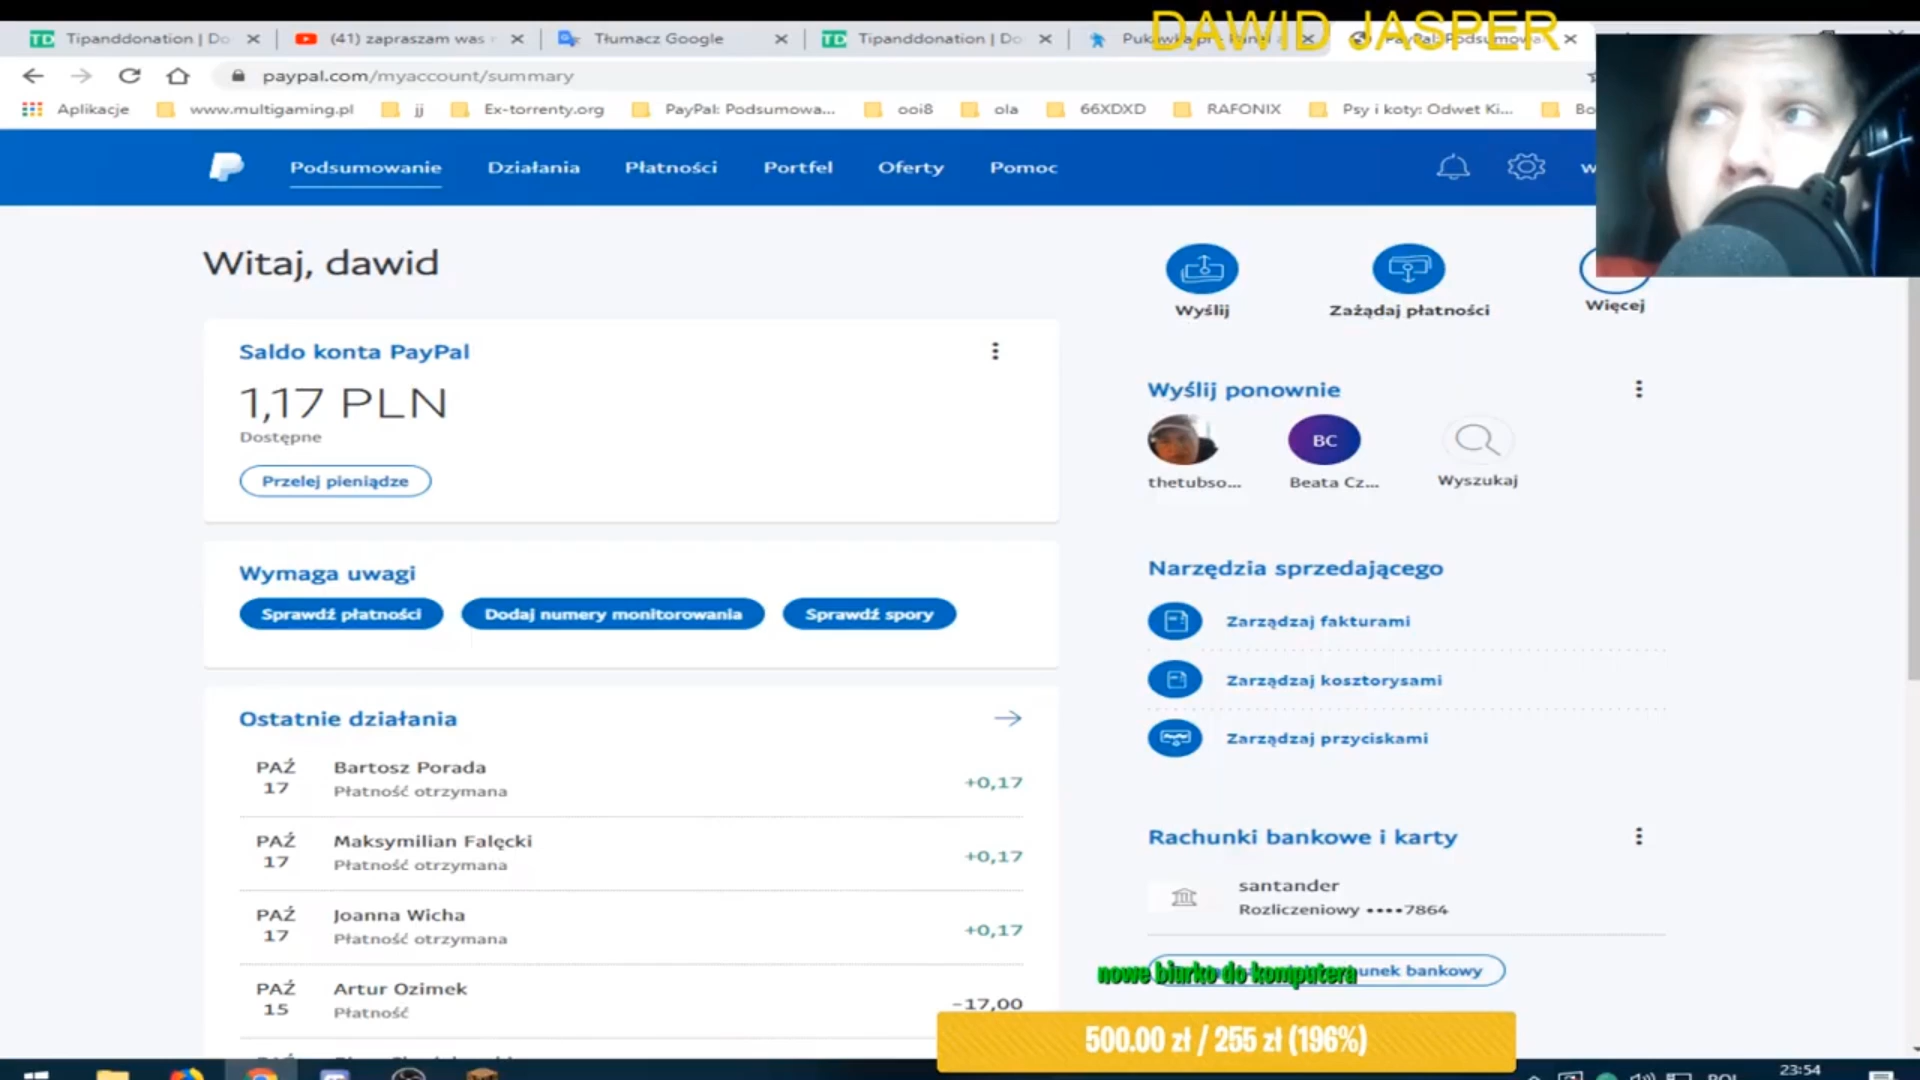 DAWID JASPER
Tipanddonation | Do
(41) zapraszam was
Tłumacz Google
Tipanddonation | Do
paypal.com/myaccount/summary
Aplikacje
www.multigaming.pl
jj
Ex-torrenty.org
PayPal: Podsumowa...
ooi8
ola
66XDXD
RAFONIX
Psy i koty: Odwet Ki...
Bo
Podsumowanie
Działania
Płatności
Portfel
Oferty
Pomoc
Witaj, dawid
Wyślij
Zażądaj płatności
Więcej
Saldo konta PayPal
1,17 PLN
Dostępne
Przelej pieniądze
Wyślij ponownie
BC
thetubso...
Beata Cz...
Wyszukaj
Wymaga uwagi
Sprawdź płatności
Dodaj numery monitorowania
Sprawdź spory
Narzędzia sprzedającego
Zarządzaj fakturami
Zarządzaj kosztorysami
Zarządzaj przyciskami
Ostatnie działania
PAŹ 17
Bartosz Porada
Płatność otrzymana
+0,17
PAŹ 17
Maksymilian Falęcki
Płatność otrzymana
+0,17
PAŹ 17
Joanna Wicha
Płatność otrzymana
+0,17
PAŹ 15
Artur Ozimek
Płatność
-17,00
Rachunki bankowe i karty
santander
Rozliczeniowy ••••7864
nowe biurko do komputera
unek bankowy
500.00 zł / 255 zł (196%)
23:54